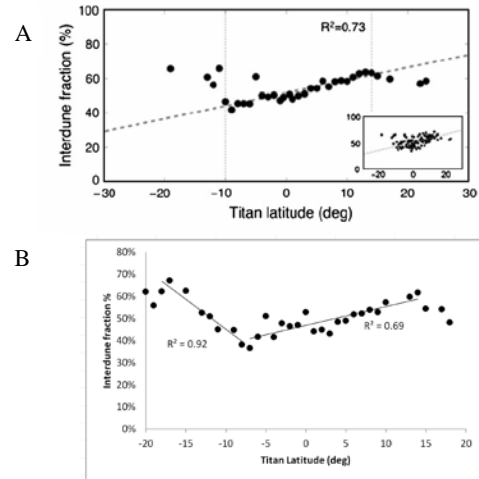 A
R²=0.73
Interdune fraction (%)
100
80
60
40
20
0
-30 -20 -10 0 10 20 30
Titan latitude (deg)
100
50
0
-20 0 20
B
Interdune fraction %
80%
70%
60%
50%
40%
30%
20%
10%
0%
R² = 0.92
R² = 0.69
-20 -15 -10 -5 0 5 10 15 20
Titan Latitude (deg)